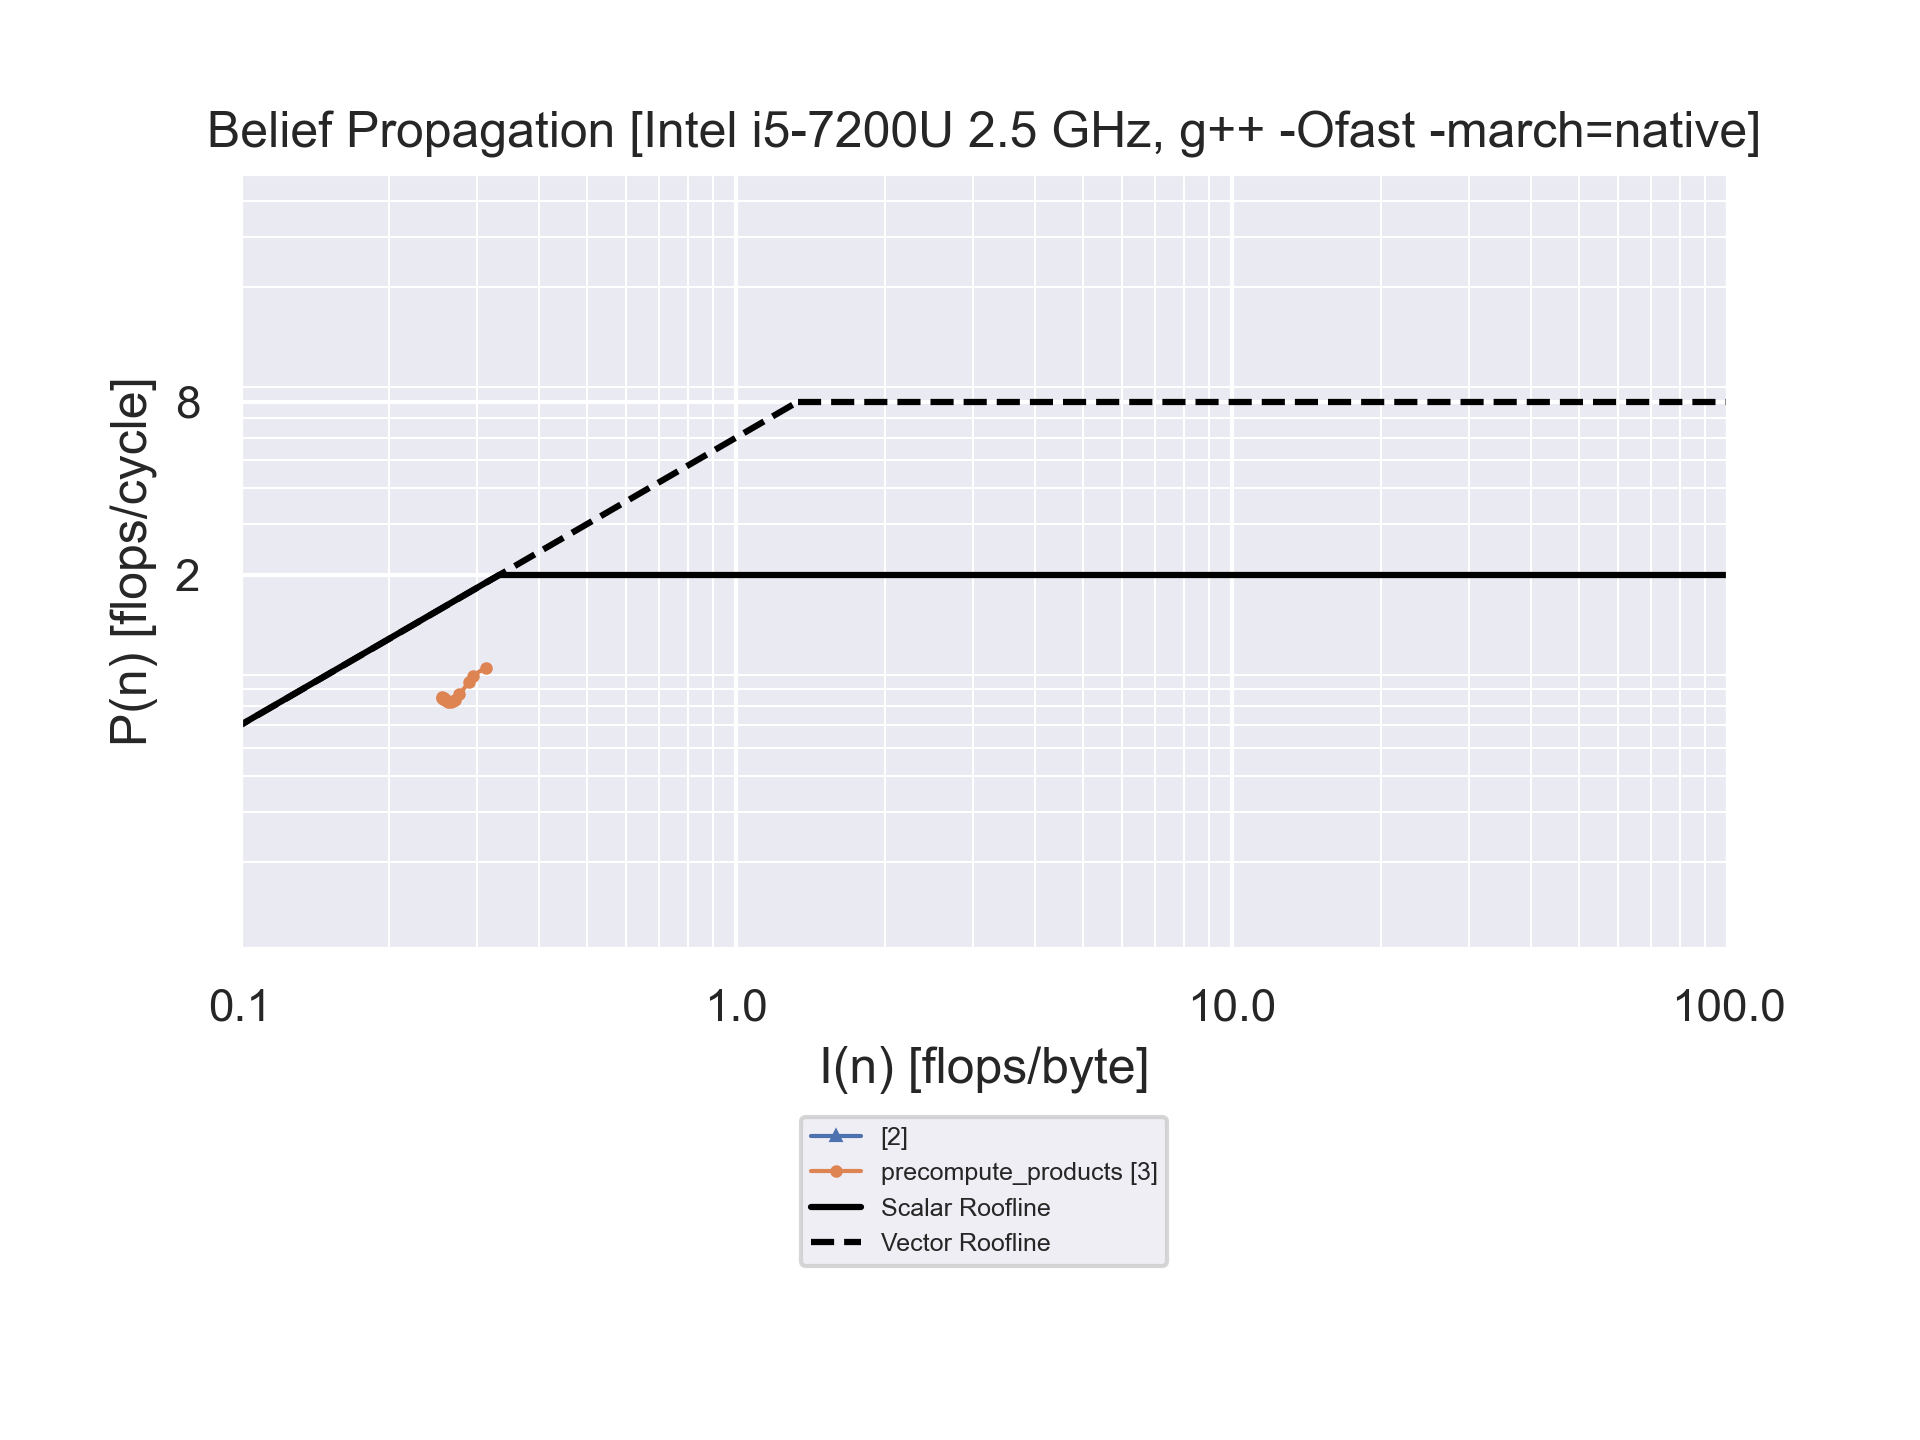 Belief Propagation [Intel i5-7200U 2.5 GHz, g++ -Ofast -march=native]
P(n) [flops/cycle]
8
2
0.1 1.0 10.0 100.0
I(n) [flops/byte]
[2]
precompute_products [3]
Scalar Roofline
Vector Roofline